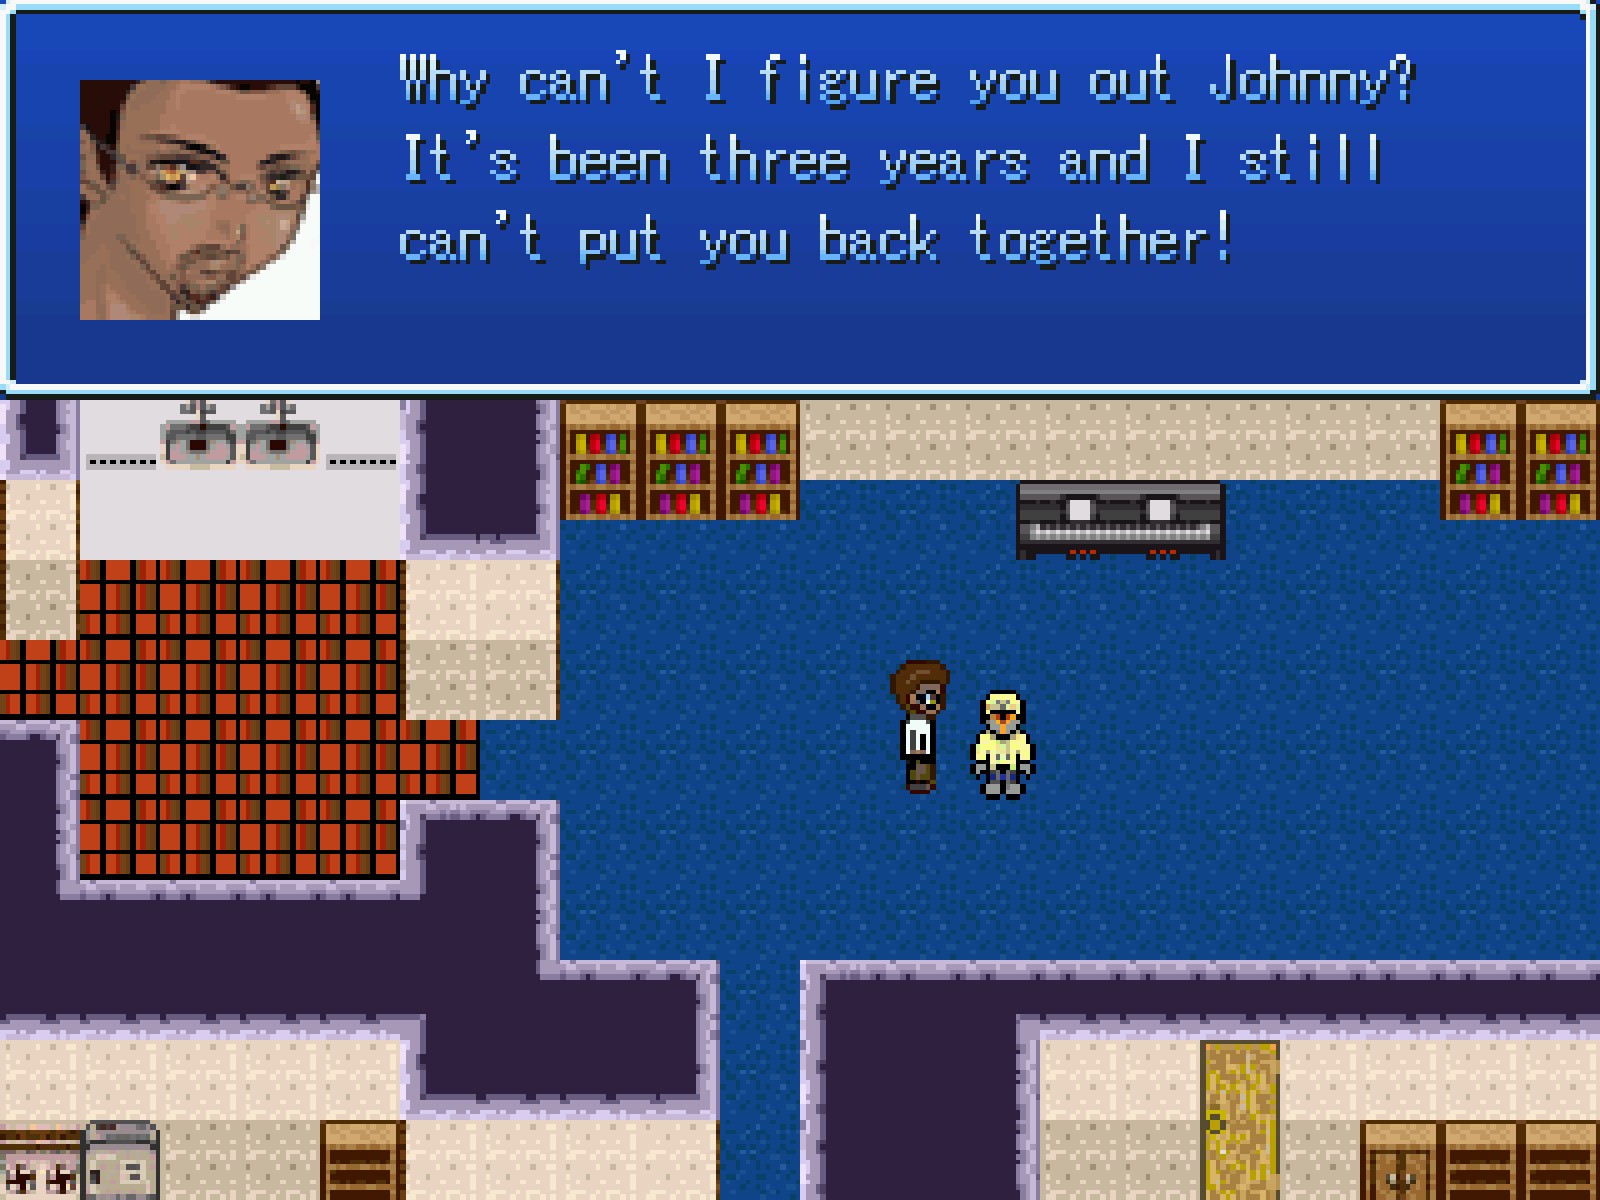 Why can't I figure you out Johnny?
It's been three years and I still
can't put you back together!